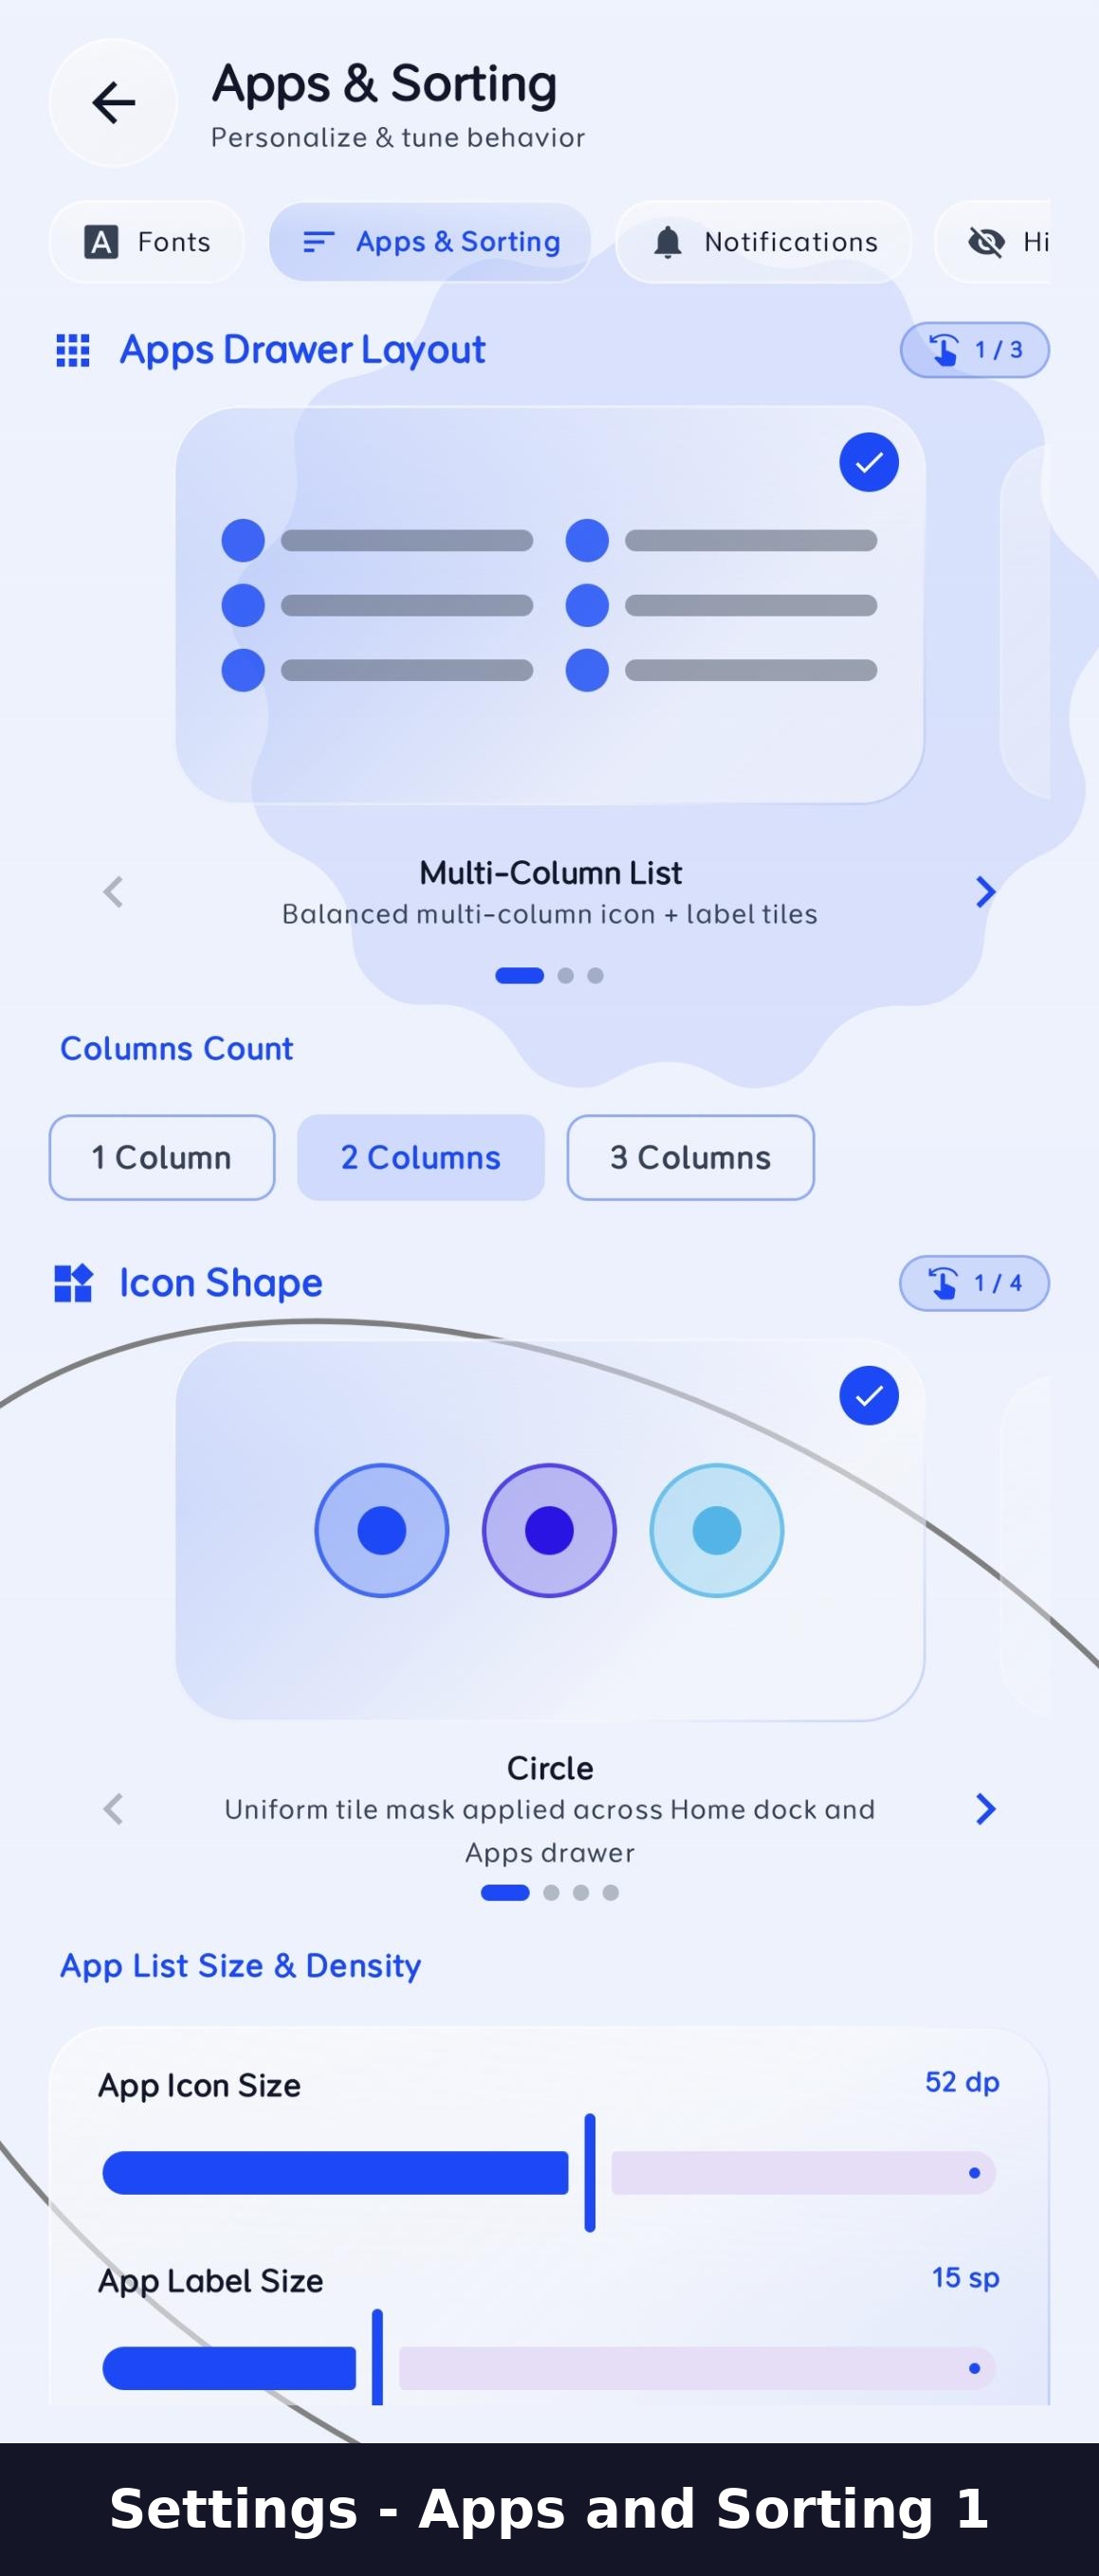 Apps & Sorting
Personalize & tune behavior
A Fonts
Apps & Sorting
Notifications
Hi
Apps Drawer Layout
1 / 3
Multi-Column List
Balanced multi-column icon + label tiles
Columns Count
1 Column
2 Columns
3 Columns
Icon Shape
1 / 4
Circle
Uniform tile mask applied across Home dock and
Apps drawer
App List Size & Density
App Icon Size
52 dp
App Label Size
15 sp
Settings - Apps and Sorting 1